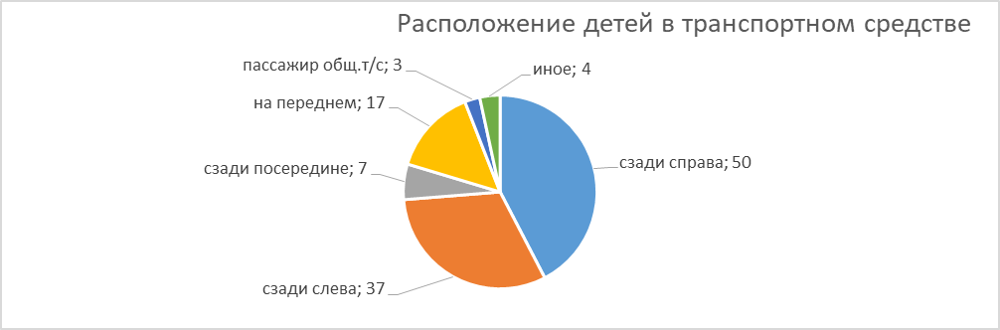 Расположение детей в транспортном средстве
пассажир общ.т/с; 3
иное; 4
на переднем; 17
сзади справа; 50
сзади посередине; 7
сзади слева; 37